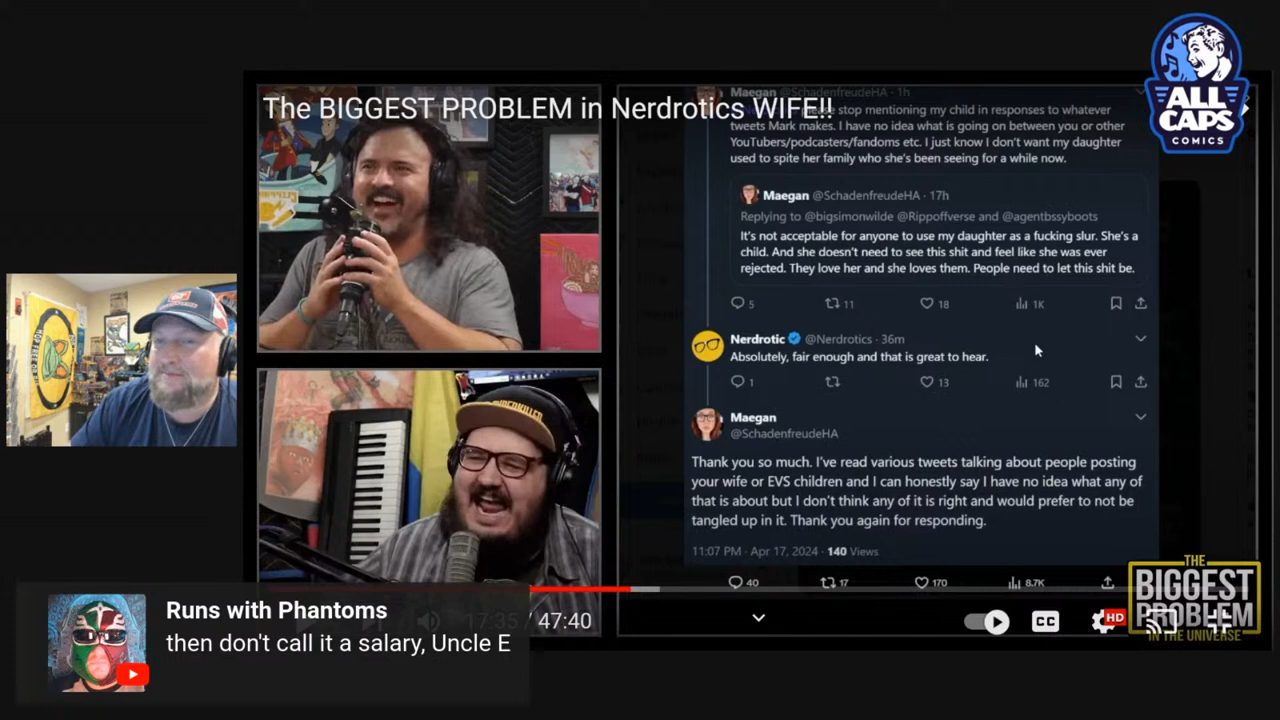 The BIGGEST PROBLEM in Nerdrotics WIFE!!
ALL
CAPS
COMICS
Maegan @SchadenfreudeHA · 1h
stop mentioning my child in responses to whatever
tweets Mark makes. I have no idea what is going on between you or other
YouTubers/podcasters/fandoms etc. I just know I don't want my daughter
used to spite her family who she's been seeing for a while now.
Maegan @SchadenfreudeHA · 17h
Replying to @bigsimonwilde @Rippoffverse and @agentbssyboots
It's not acceptable for anyone to use my daughter as a fucking slur. She's a
child. And she doesn't need to see this shit and feel like she was ever
rejected. They love her and she loves them. People need to let this shit be.
5 11 18 1K
Nerdrotic @Nerdrotics · 36m
Absolutely, fair enough and that is great to hear.
1 13 162
Maegan
@SchadenfreudeHA
Thank you so much. I've read various tweets talking about people posting
your wife or EVS children and I can honestly say I have no idea what any of
that is about but I don't think any of it is right and would prefer to not be
tangled up in it. Thank you again for responding.
11:07 PM · Apr 17, 2024 · 140 Views
40 17 170 8.7K
THE
BIGGEST
PROBLEM
IN THE UNIVERSE
17:35 / 47:40
CC
HD
Runs with Phantoms
then don't call it a salary, Uncle E